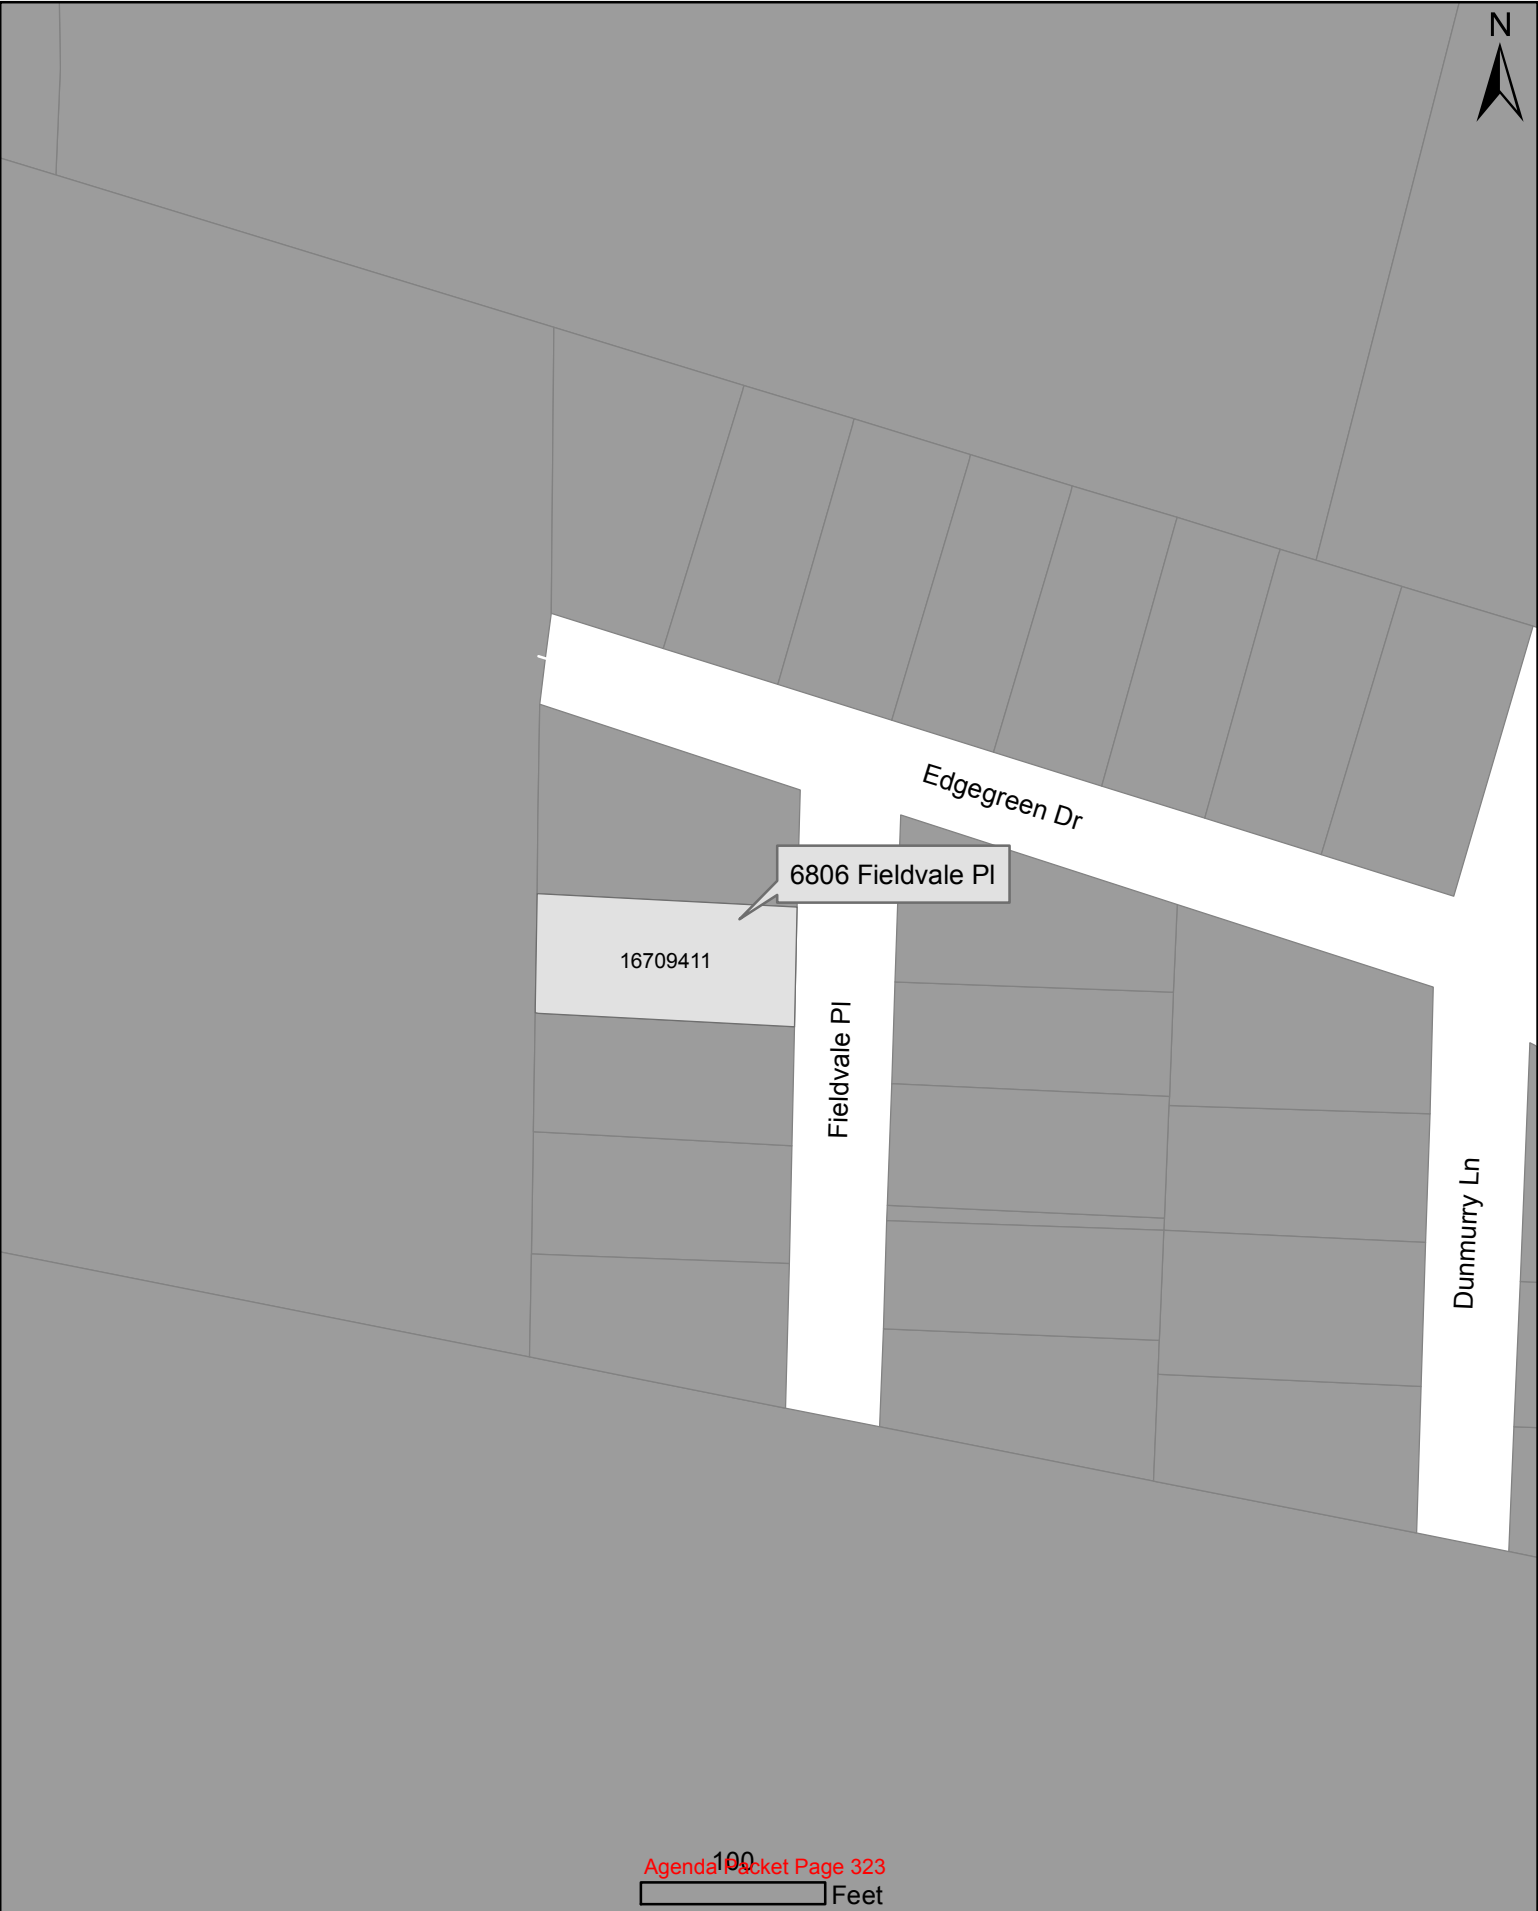 N
Edgegreen Dr
6806 Fieldvale Pl
16709411
Fieldvale Pl
Dunmurry Ln
100
Agenda Packet Page 323
Feet